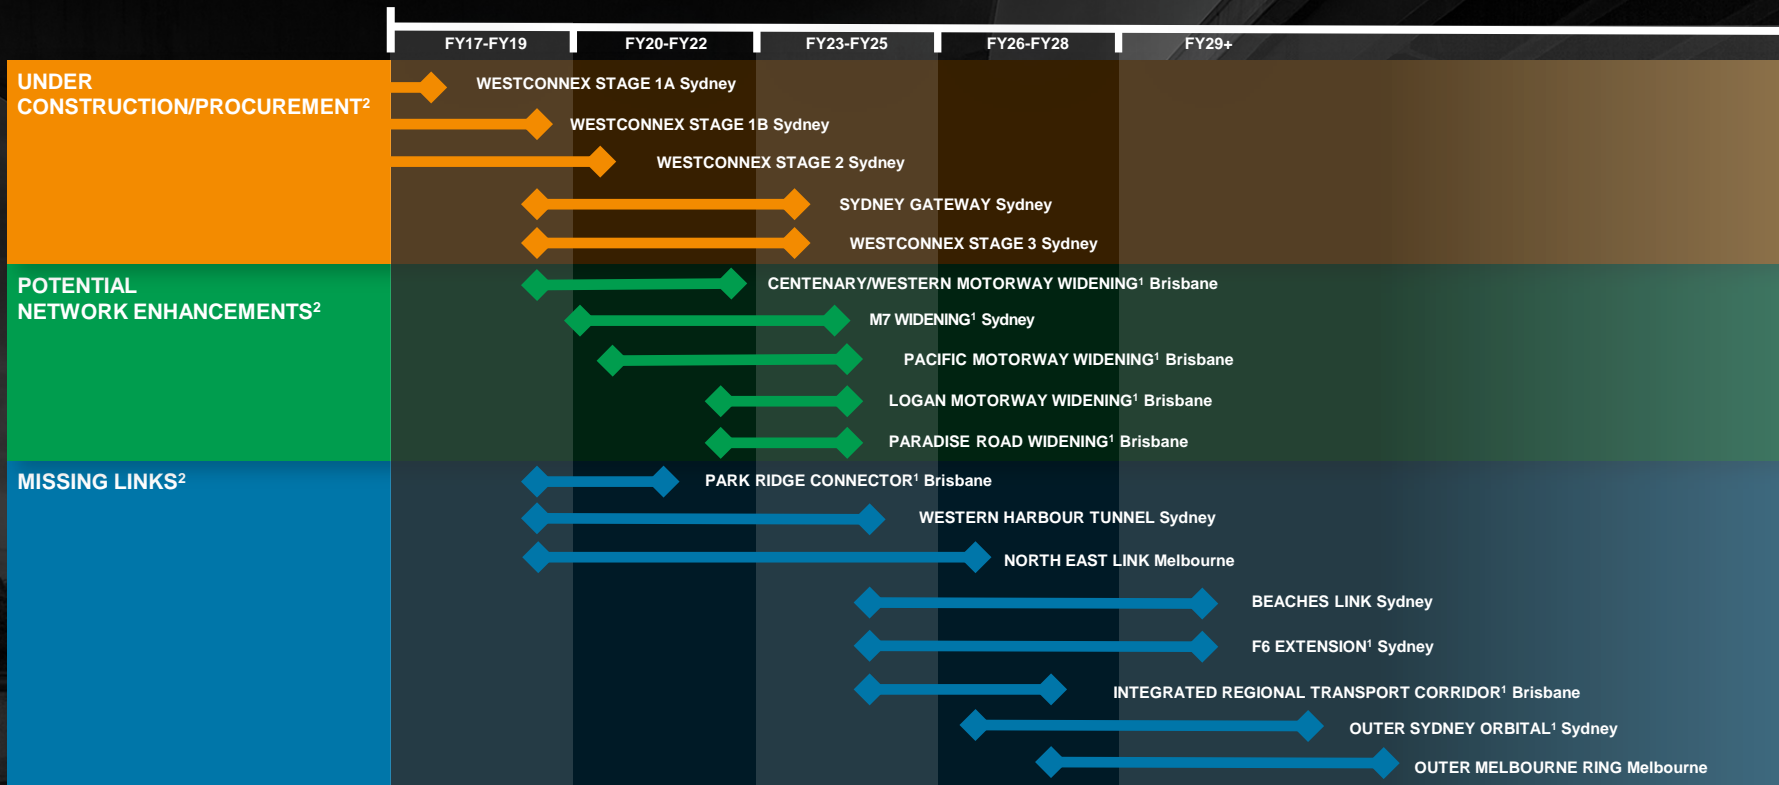 FY17-FY19 FY20-FY22 FY23-FY25 FY26-FY28 FY29+
UNDER
CONSTRUCTION/PROCUREMENT²
WESTCONNEX STAGE 1A Sydney
WESTCONNEX STAGE 1B Sydney
WESTCONNEX STAGE 2 Sydney
SYDNEY GATEWAY Sydney
WESTCONNEX STAGE 3 Sydney
POTENTIAL
NETWORK ENHANCEMENTS²
CENTENARY/WESTERN MOTORWAY WIDENING¹ Brisbane
M7 WIDENING¹ Sydney
PACIFIC MOTORWAY WIDENING¹ Brisbane
LOGAN MOTORWAY WIDENING¹ Brisbane
PARADISE ROAD WIDENING¹ Brisbane
MISSING LINKS²
PARK RIDGE CONNECTOR¹ Brisbane
WESTERN HARBOUR TUNNEL Sydney
NORTH EAST LINK Melbourne
BEACHES LINK Sydney
F6 EXTENSION¹ Sydney
INTEGRATED REGIONAL TRANSPORT CORRIDOR¹ Brisbane
OUTER SYDNEY ORBITAL¹ Sydney
OUTER MELBOURNE RING Melbourne